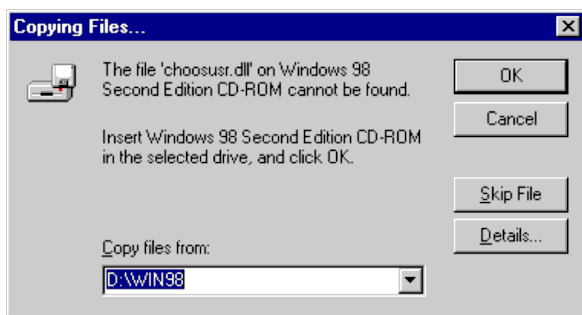 Copying Files...
The file 'choosusr.dll' on Windows 98
Second Edition CD-ROM cannot be found.
Insert Windows 98 Second Edition CD-ROM
in the selected drive, and click OK.
Copy files from:
D:\WIN98
OK
Cancel
Skip File
Details...